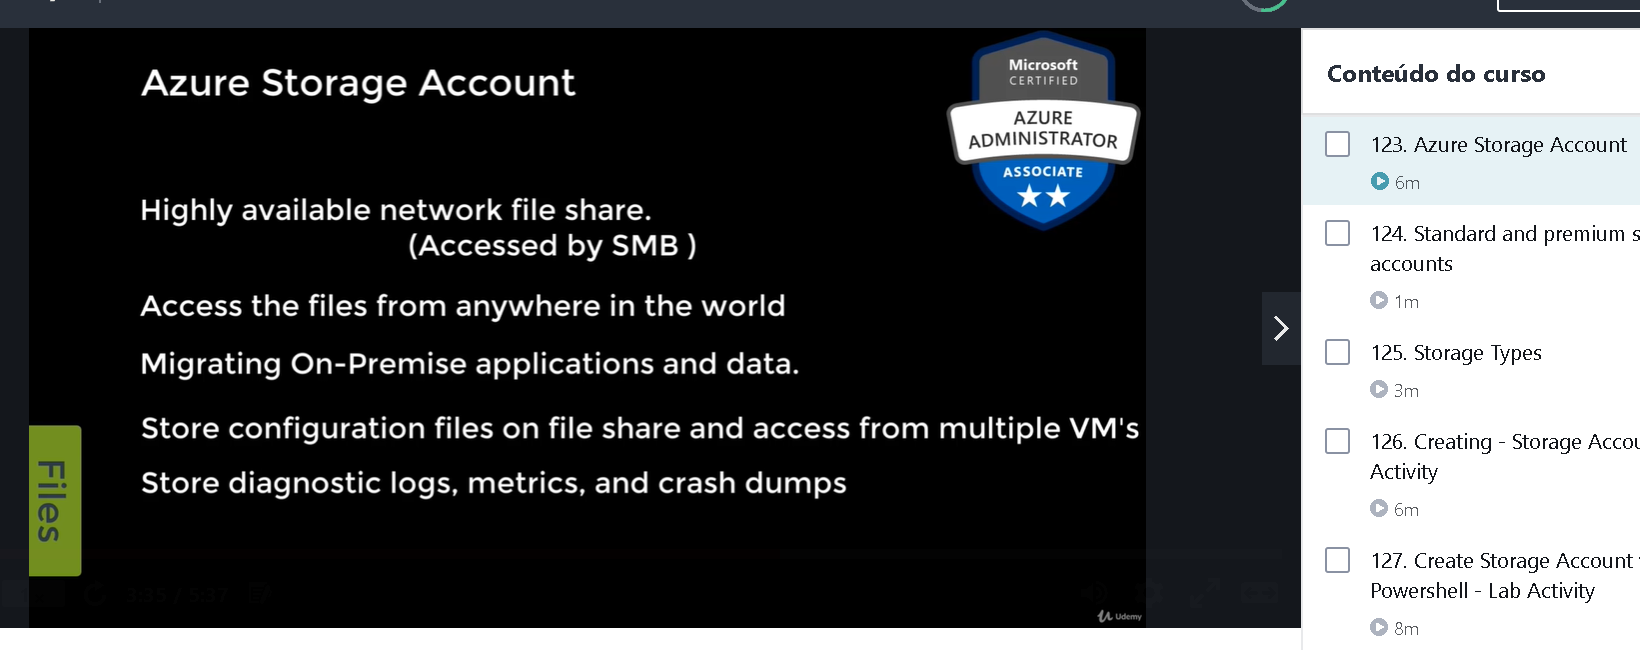 Azure Storage Account
Microsoft
CERTIFIED
AZURE
ADMINISTRATOR
ASSOCIATE
Highly available network file share.
(Accessed by SMB )
Access the files from anywhere in the world
Migrating On-Premise applications and data.
Store configuration files on file share and access from multiple VM's
Store diagnostic logs, metrics, and crash dumps
Files
3:35 / 5:37
Udemy
Conteúdo do curso
123. Azure Storage Account
6m
124. Standard and premium s
accounts
1m
125. Storage Types
3m
126. Creating - Storage Accou
Activity
6m
127. Create Storage Account
Powershell - Lab Activity
8m